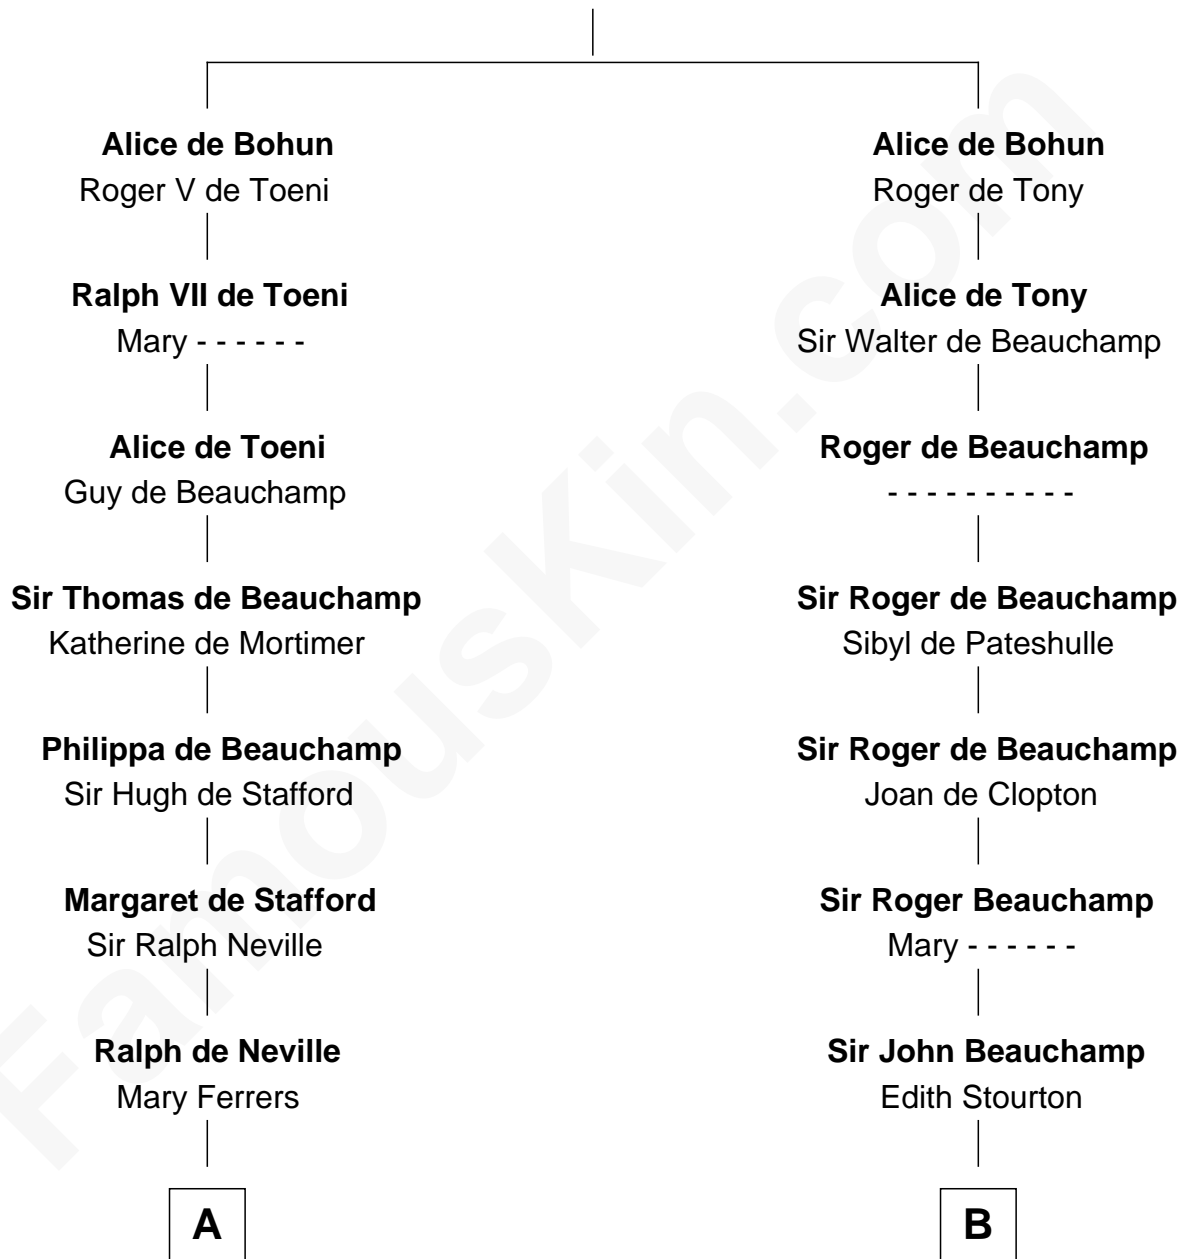 Alice de Bohun
Roger V de Toeni
Ralph VII de Toeni
Mary - - - - - -
Alice de Toeni
Guy de Beauchamp
Sir Thomas de Beauchamp
Katherine de Mortimer
Philippa de Beauchamp
Sir Hugh de Stafford
Margaret de Stafford
Sir Ralph Neville
Ralph de Neville
Mary Ferrers
A
Alice de Bohun
Roger de Tony
Alice de Tony
Sir Walter de Beauchamp
Roger de Beauchamp
- - - - - - - - - -
Sir Roger de Beauchamp
Sibyl de Pateshulle
Sir Roger de Beauchamp
Joan de Clopton
Sir Roger Beauchamp
Mary - - - - - -
Sir John Beauchamp
Edith Stourton
B
FamousKin.com